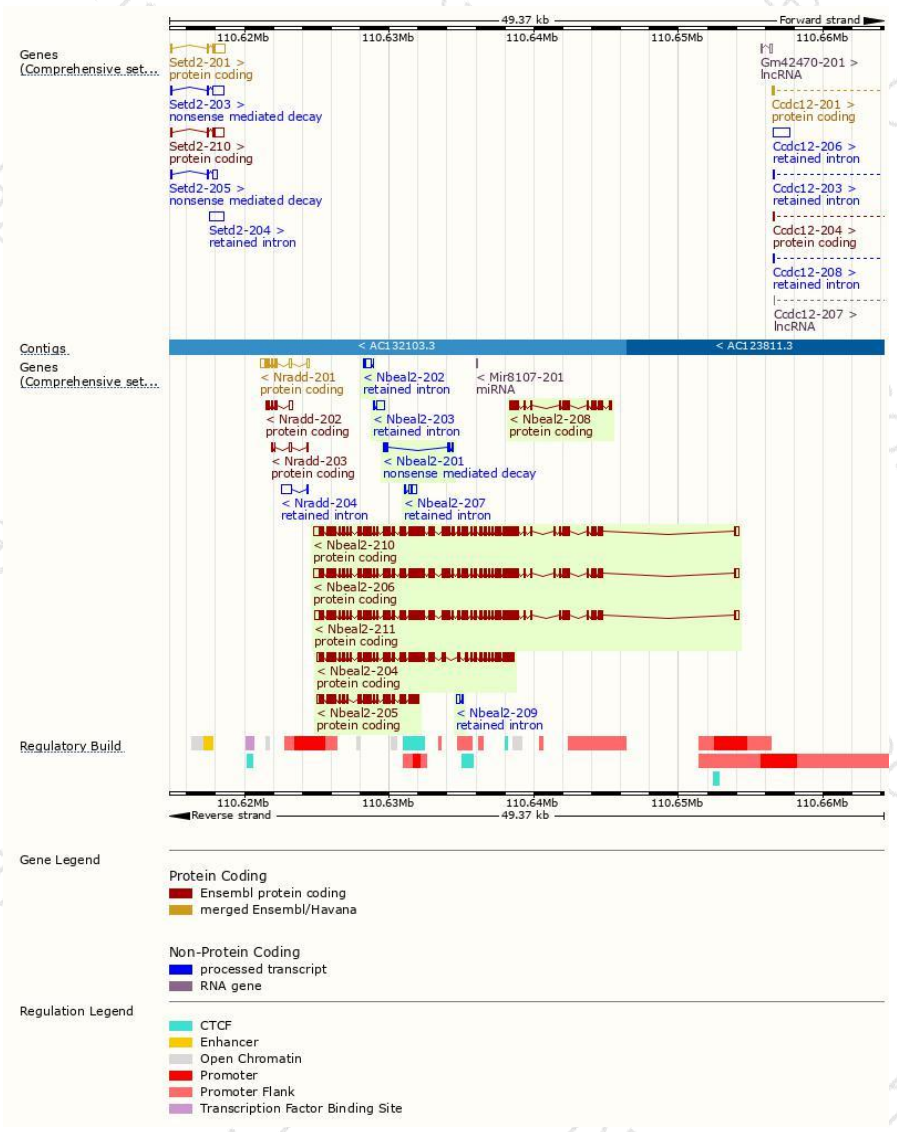 49.37 kb
Forward strand
110.62Mb 110.63Mb 110.64Mb 110.65Mb 110.66Mb
Genes
(Comprehensive set...
Setd2-201 >
protein coding
Setd2-203 >
nonsense mediated decay
Setd2-210 >
protein coding
Setd2-205 >
nonsense mediated decay
Setd2-204 >
retained intron
Gm42470-201 >
lncRNA
Ccdc12-201 >
protein coding
Ccdc12-206 >
retained intron
Ccdc12-203 >
retained intron
Ccdc12-204 >
protein coding
Ccdc12-208 >
retained intron
Ccdc12-207 >
lncRNA
Contigs
< AC132103.3
< AC123811.3
Genes
(Comprehensive set...
< Nradd-201
protein coding
< Nbeal2-202
retained intron
< Mir8107-201
miRNA
< Nradd-202
protein coding
< Nbeal2-203
retained intron
< Nbeal2-208
protein coding
< Nradd-203
protein coding
< Nbeal2-201
nonsense mediated decay
< Nradd-204
retained intron
< Nbeal2-207
retained intron
< Nbeal2-210
protein coding
< Nbeal2-206
protein coding
< Nbeal2-211
protein coding
< Nbeal2-204
protein coding
< Nbeal2-205
protein coding
< Nbeal2-209
retained intron
Regulatory Build
110.62Mb 110.63Mb 110.64Mb 110.65Mb 110.66Mb
Reverse strand
49.37 kb
Gene Legend
Protein Coding
Ensembl protein coding
merged Ensembl/Havana
Non-Protein Coding
processed transcript
RNA gene
Regulation Legend
CTCF
Enhancer
Open Chromatin
Promoter
Promoter Flank
Transcription Factor Binding Site